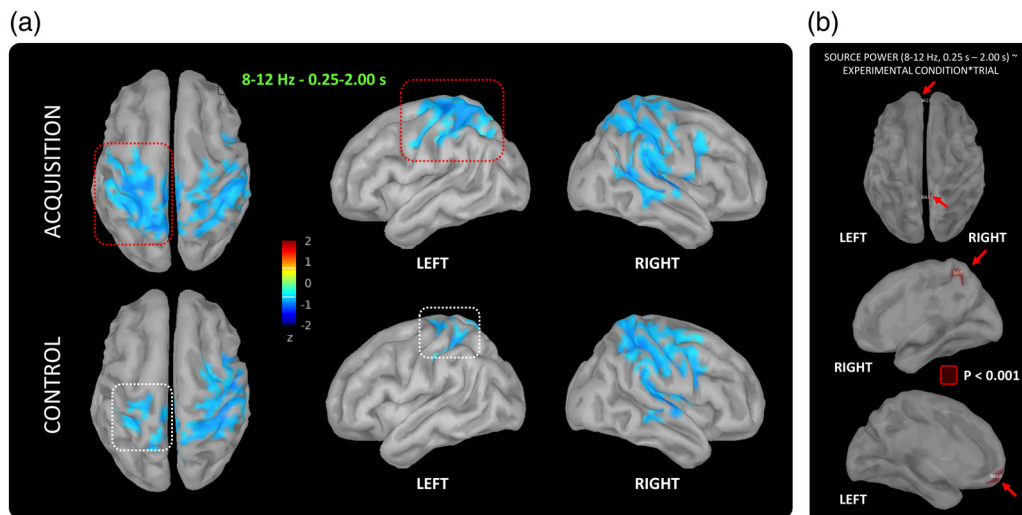 (a)
(b)
8-12 Hz - 0.25-2.00 s
ACQUISITION
LEFT
RIGHT
2
1
0
-1
-2
z
CONTROL
LEFT
RIGHT
SOURCE POWER (8-12 Hz, 0.25 s – 2.00 s) ~
EXPERIMENTAL CONDITION*TRIAL
LEFT
RIGHT
RIGHT
P < 0.001
LEFT